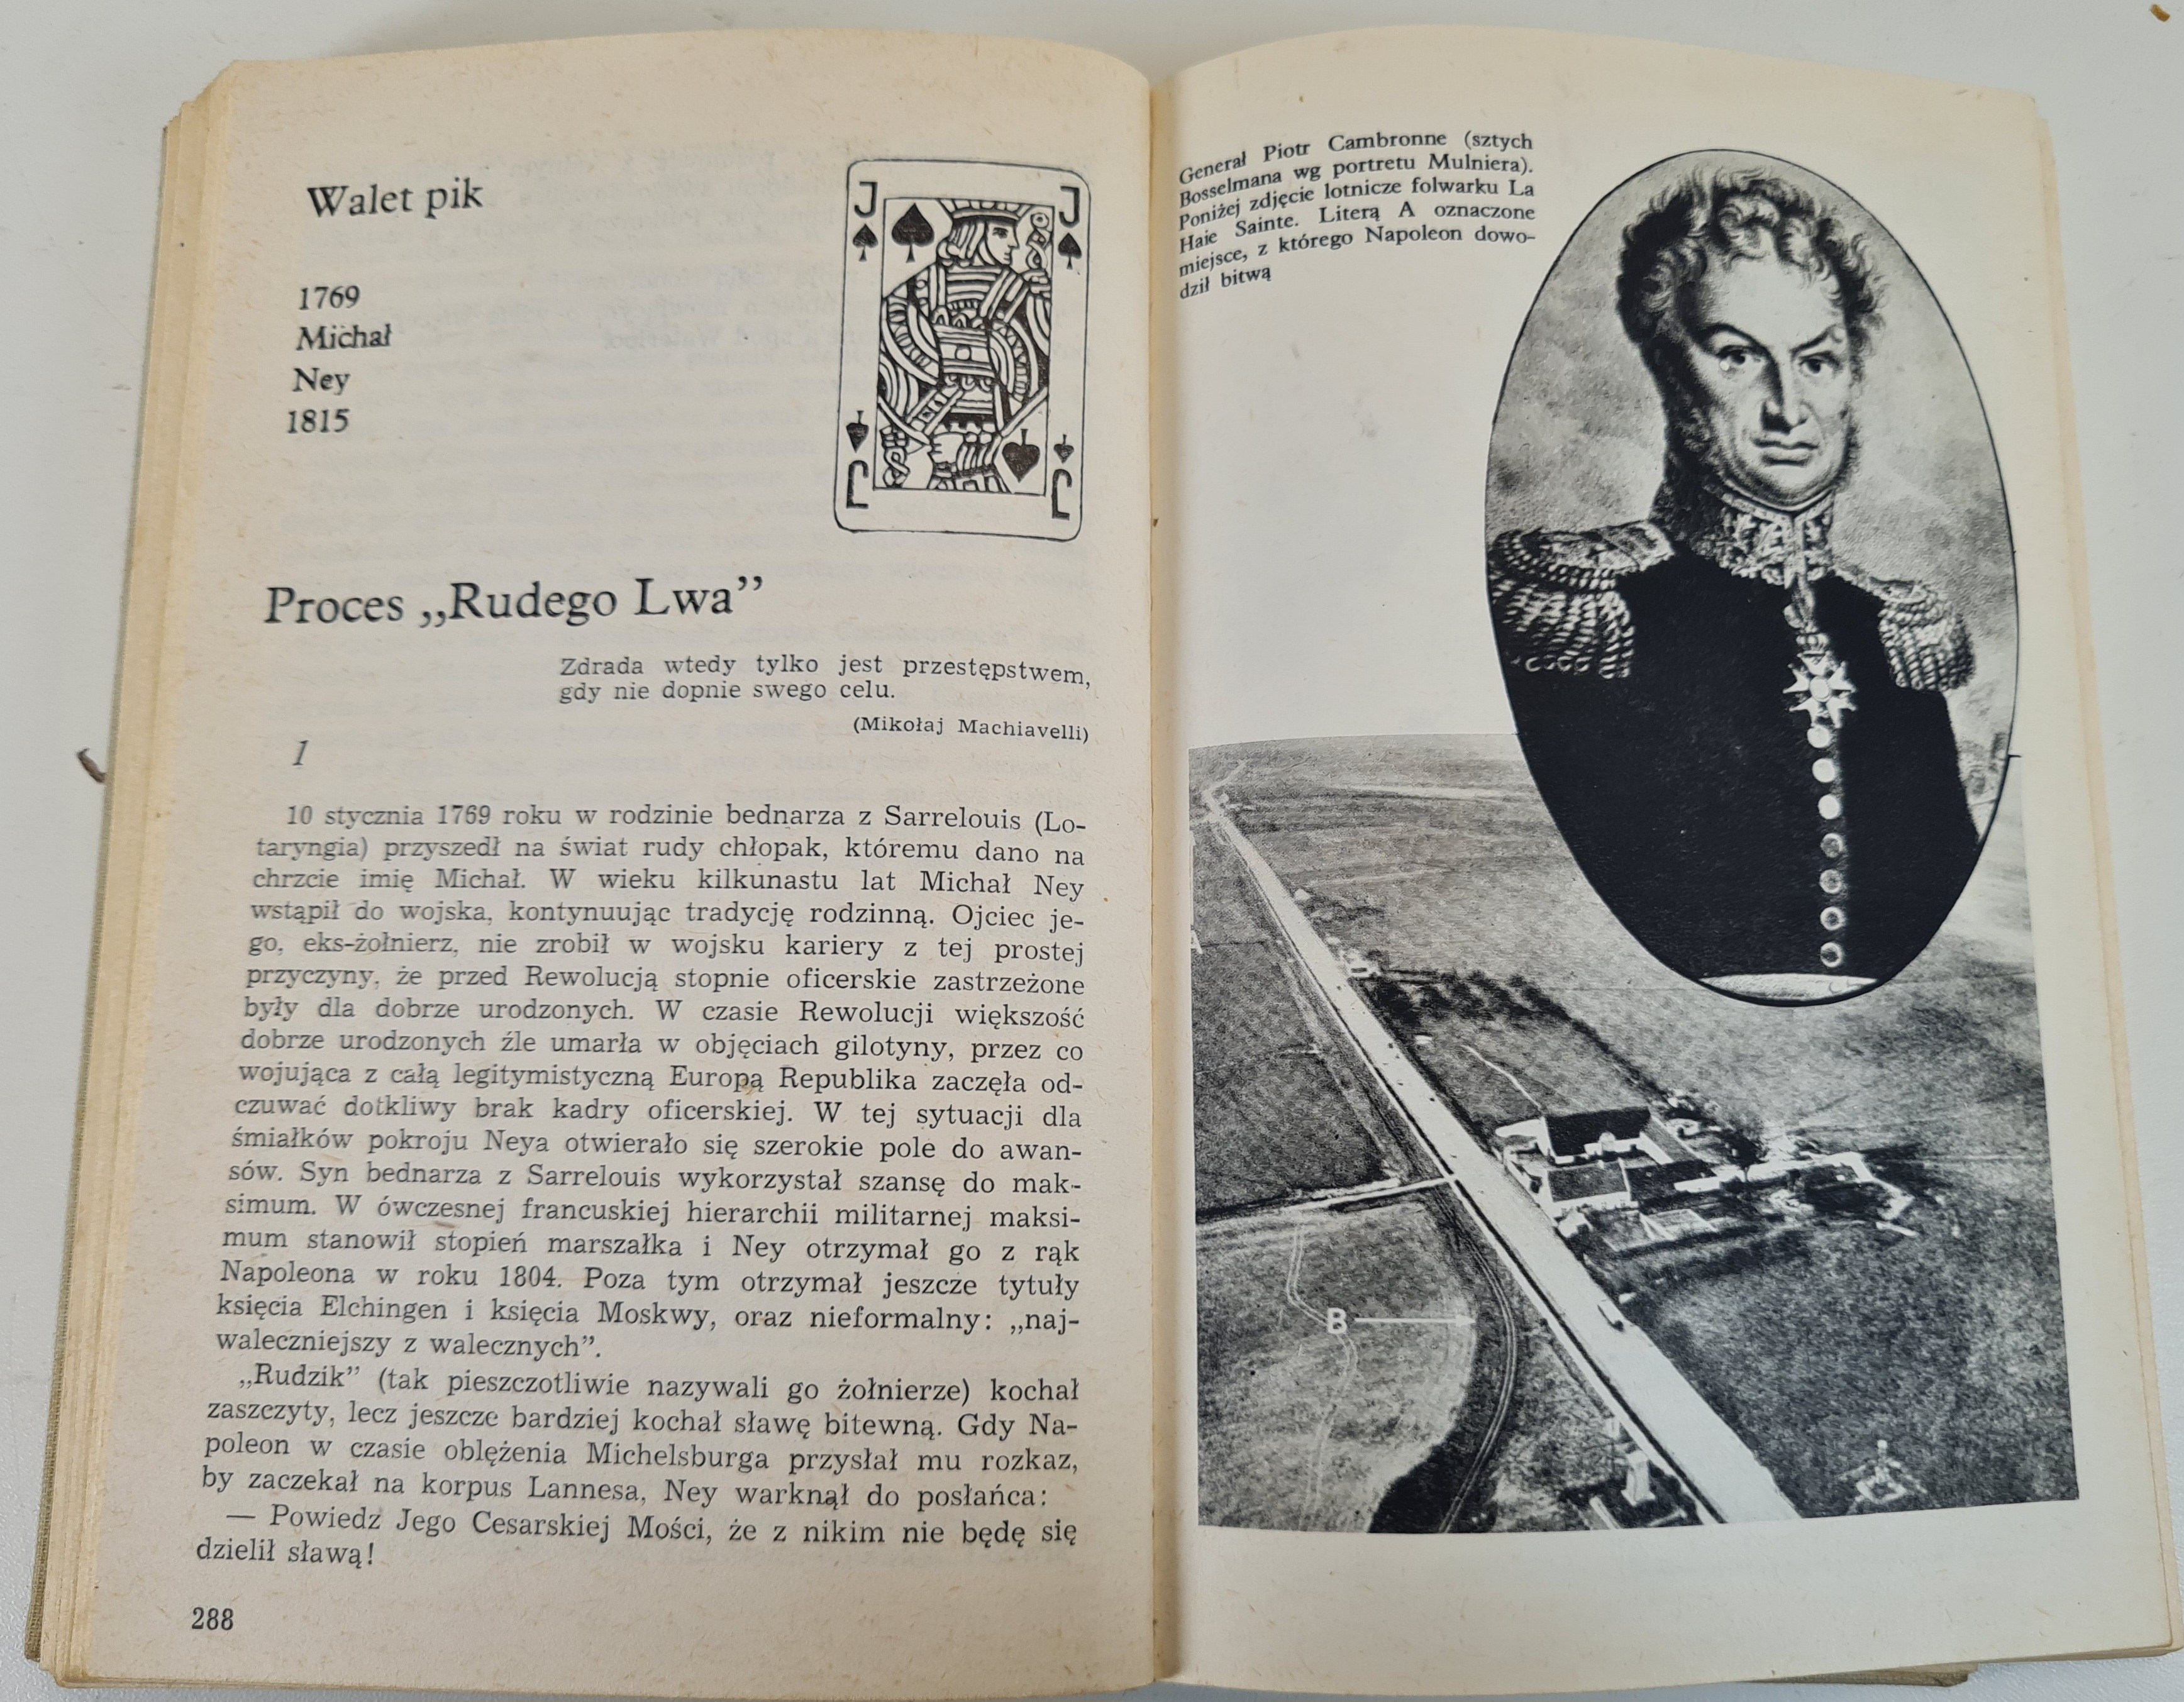 Walet pik
1769
Michał
Ney
1815
J
J
J
J
Proces „Rudego Lwa”
Zdrada wtedy tylko jest przestępstwem,
gdy nie dopnie swego celu.
(Mikołaj Machiavelli)
1
10 stycznia 1769 roku w rodzinie bednarza z Sarrelouis (Lo-
taryngia) przyszedł na świat rudy chłopak, któremu dano na
chrzcie imię Michał. W wieku kilkunastu lat Michał Ney
wstąpił do wojska, kontynuując tradycję rodzinną. Ojciec je-
go, eks-żołnierz, nie zrobił w wojsku kariery z tej prostej
przyczyny, że przed Rewolucją stopnie oficerskie zastrzeżone
były dla dobrze urodzonych. W czasie Rewolucji większość
dobrze urodzonych źle umarła w objęciach gilotyny, przez co
wojująca z całą legitymistyczną Europą Republika zaczęła od-
czuwać dotkliwy brak kadry oficerskiej. W tej sytuacji dla
śmiałków pokroju Neya otwierało się szerokie pole do awan-
sów. Syn bednarza z Sarrelouis wykorzystał szansę do mak-
simum. W ówczesnej francuskiej hierarchii militarnej maksi-
mum stanowił stopień marszałka i Ney otrzymał go z rąk
Napoleona w roku 1804. Poza tym otrzymał jeszcze tytuły
księcia Elchingen i księcia Moskwy, oraz nieformalny: „naj-
waleczniejszy z walecznych”.
„Rudzik” (tak pieszczotliwie nazywali go żołnierze) kochał
zaszczyty, lecz jeszcze bardziej kochał sławę bitewną. Gdy Na-
poleon w czasie oblężenia Michelsburga przysłał mu rozkaz,
by zaczekał na korpus Lannesa, Ney warknął do posłańca:
— Powiedz Jego Cesarskiej Mości, że z nikim nie będę się
dzielił sławą!
288
Generał Piotr Cambronne (sztych
Bosselmana wg portretu Mulniera).
Poniżej zdjęcie lotnicze folwarku La
Haie Sainte. Literą A oznaczone
miejsce, z którego Napoleon dowo-
dził bitwą
A
B